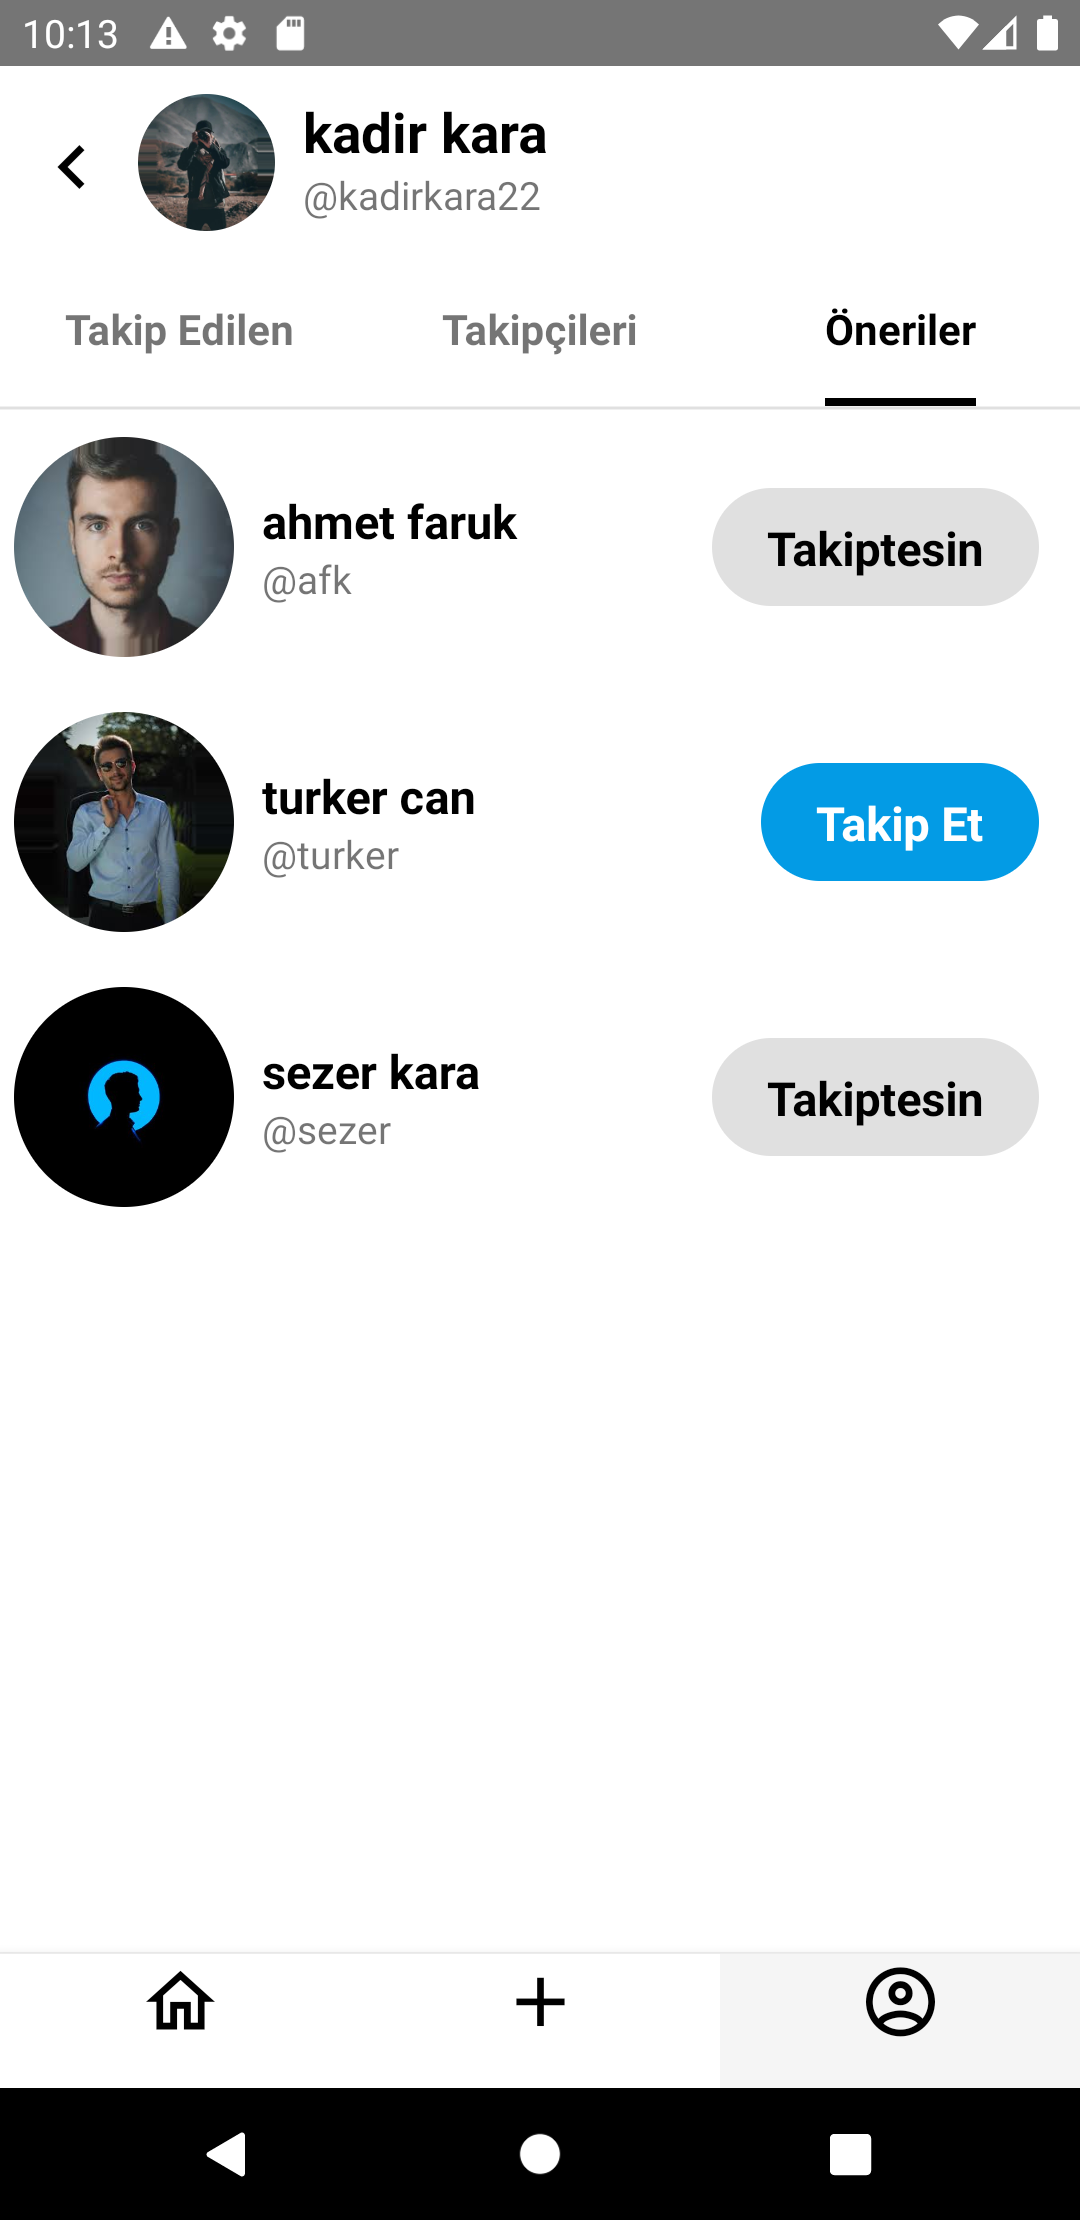 10:13
kadir kara
@kadirkara22
Takip Edilen
Takipçileri
Öneriler
ahmet faruk
@afk
Takiptesin
turker can
@turker
Takip Et
sezer kara
@sezer
Takiptesin